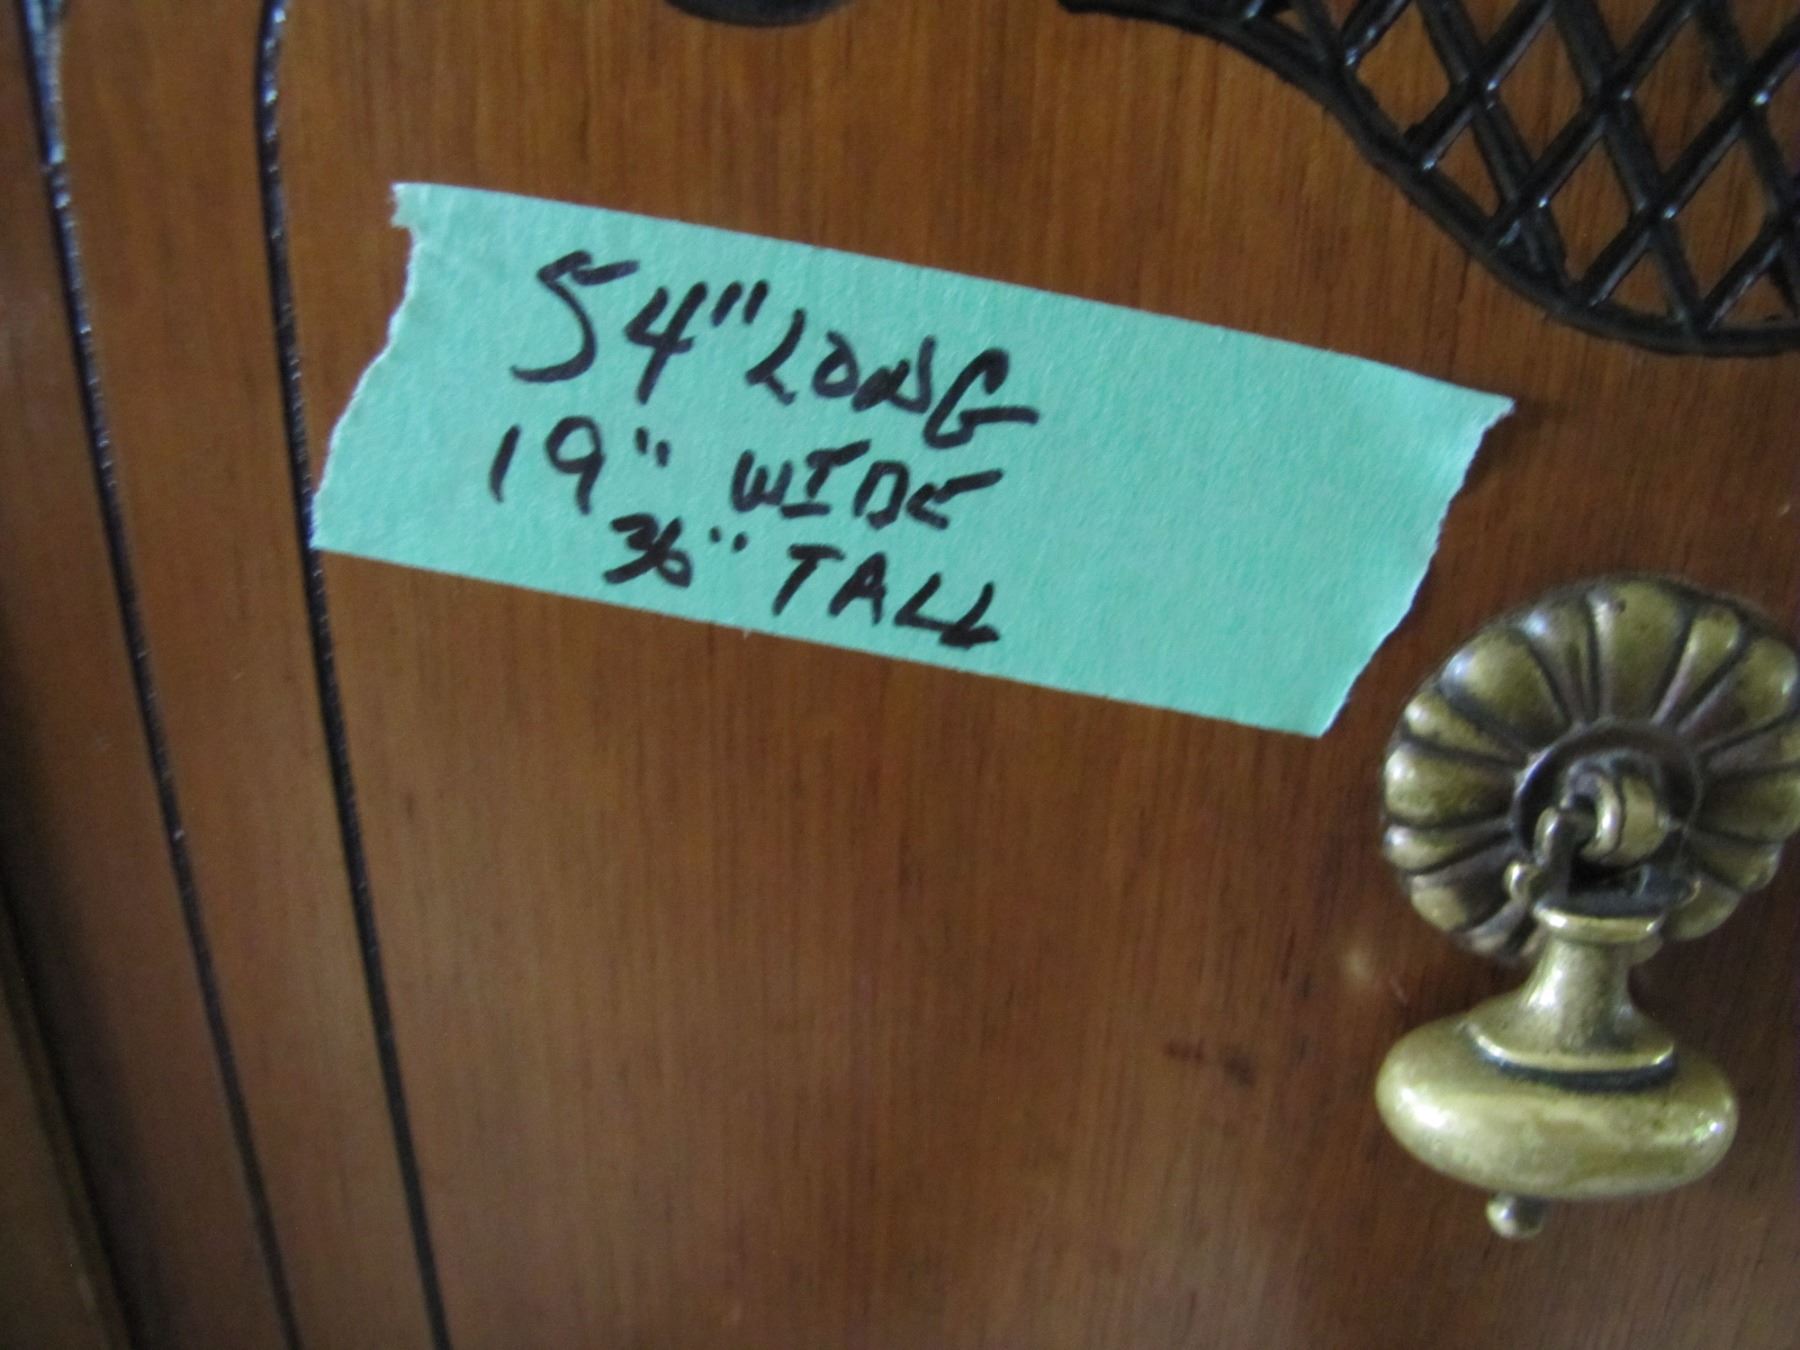 54" LONG
19" WIDE
36" TALL